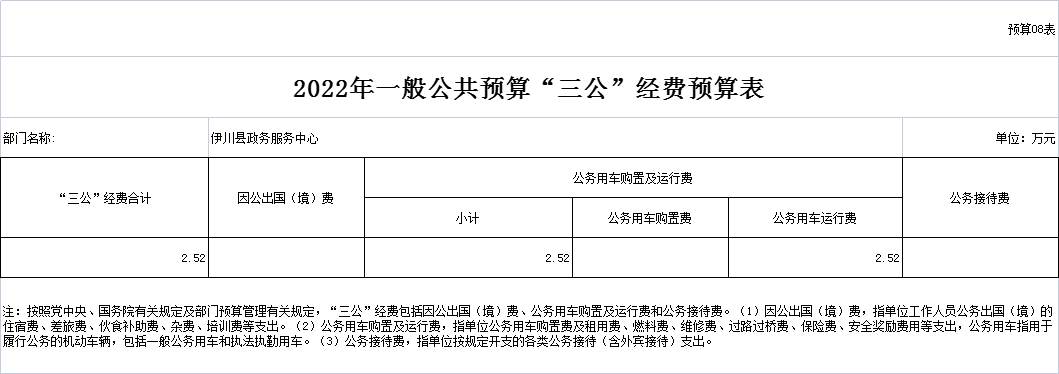 预算08表
2022年一般公共预算“三公”经费预算表
部门名称: 伊川县政务服务中心 单位：万元
“三公”经费合计 因公出国（境）费 公务用车购置及运行费 公务接待费
小计 公务用车购置费 公务用车运行费
2.52 2.52 2.52
注：按照党中央、国务院有关规定及部门预算管理有关规定，“三公”经费包括因公出国（境）费、公务用车购置及运行费和公务接待费。（1）因公出国（境）费，指单位工作人员公务出国（境）的
住宿费、差旅费、伙食补助费、杂费、培训费等支出。（2）公务用车购置及运行费，指单位公务用车购置费及租用费、燃料费、维修费、过路过桥费、保险费、安全奖励费用等支出，公务用车指用于
履行公务的机动车辆，包括一般公务用车和执法执勤用车。（3）公务接待费，指单位按规定开支的各类公务接待（含外宾接待）支出。